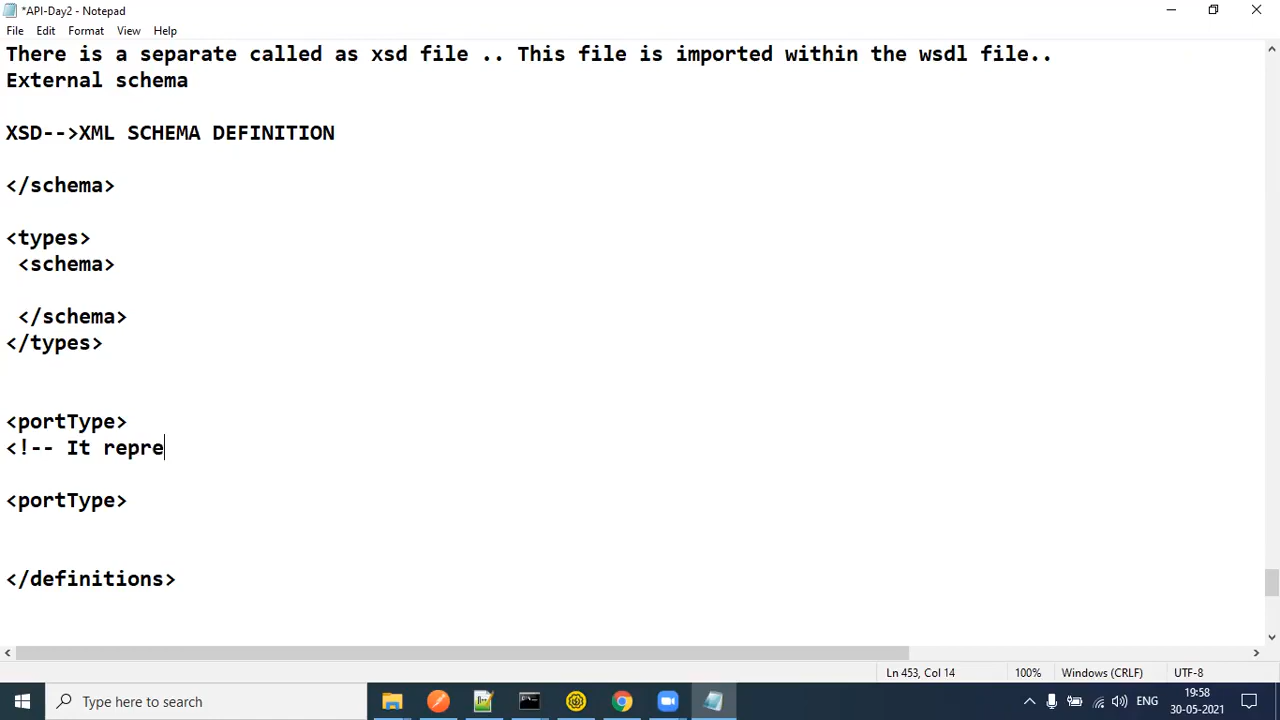 *API-Day2 - Notepad
File Edit Format View Help
There is a separate called as xsd file .. This file is imported within the wsdl file..
External schema
XSD-->XML SCHEMA DEFINITION
</schema>
<types>
<schema>
</schema>
</types>
<portType>
<!-- It repre
<portType>
</definitions>
Ln 453, Col 14 100% Windows (CRLF) UTF-8
Type here to search
ENG
19:58
30-05-2021